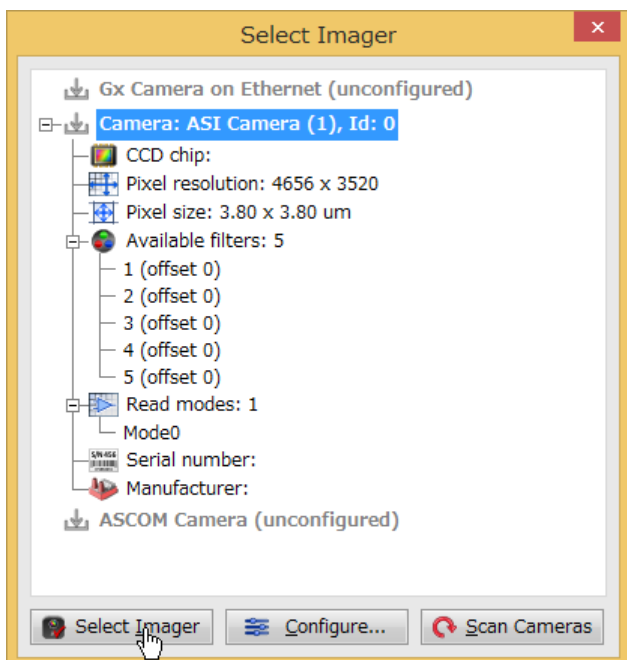 Select Imager
Gx Camera on Ethernet (unconfigured)
Camera: ASI Camera (1), Id: 0
CCD chip:
Pixel resolution: 4656 x 3520
Pixel size: 3.80 x 3.80 um
Available filters: 5
1 (offset 0)
2 (offset 0)
3 (offset 0)
4 (offset 0)
5 (offset 0)
Read modes: 1
Mode0
S/N 456
Serial number:
Manufacturer:
ASCOM Camera (unconfigured)
Select Imager Configure... Scan Cameras